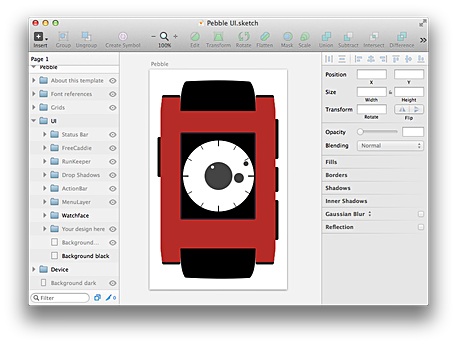 Pebble UI.sketch
Insert Group Ungroup Create Symbol 100% Edit Transform Rotate Flatten Mask Scale Union Subtract Intersect Difference
Page 1
Pebble
About this template
Font references
Grids
UI
Status Bar
FreeCaddie
RunKeeper
Drop Shadows
ActionBar
MenuLayer
Watchface
Your design here
Background...
Background black
Device
Background dark
Filter
0
Pebble
Position
X Y
Size
Width Height
Transform
Rotate Flip
Opacity
Blending Normal
Fills
Borders
Shadows
Inner Shadows
Gaussian Blur
Reflection